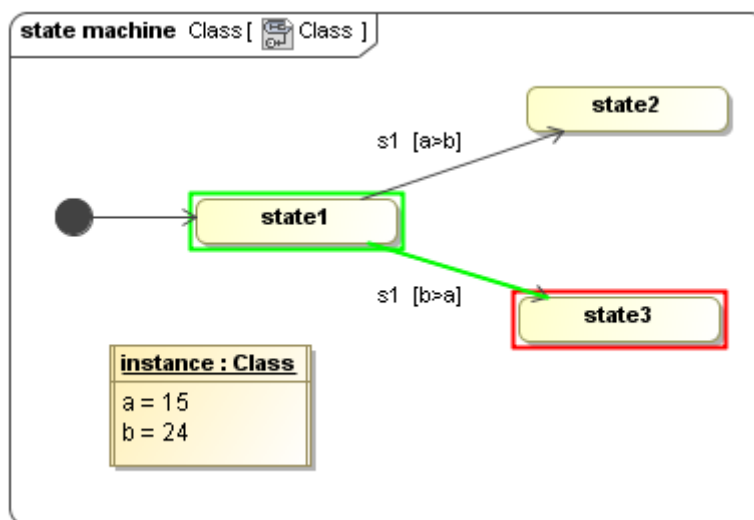 state machine Class [ Class ]
state2
s1 [a>b]
state1
s1 [b>a]
state3
instance : Class
a = 15
b = 24